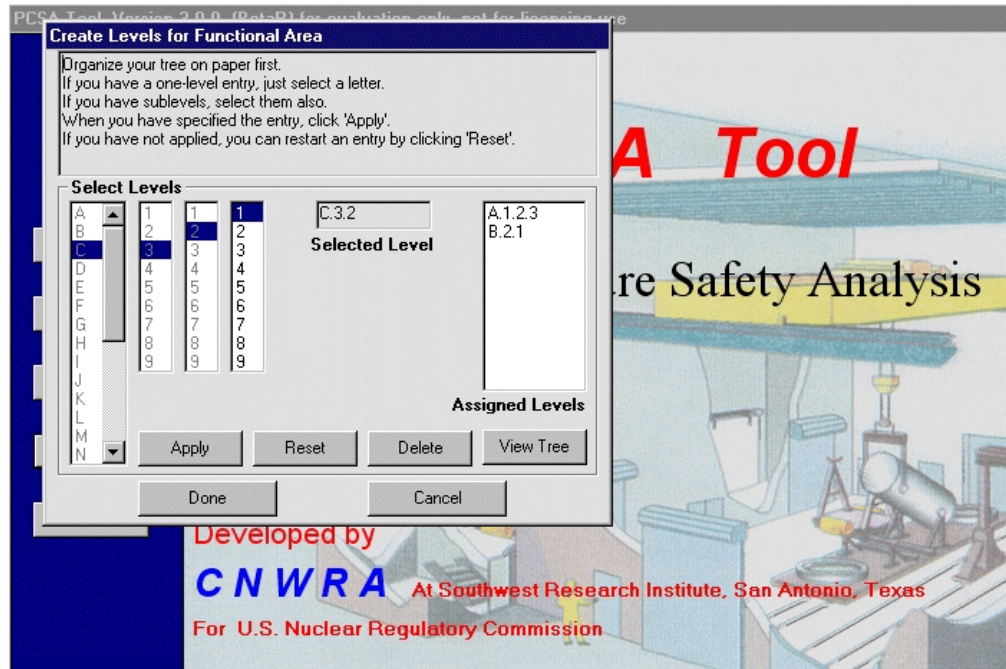 PCSA Tool, Version 3.0.0, (BetaR) for evaluation only, not for licensing use
Create Levels for Functional Area
Organize your tree on paper first.
If you have a one-level entry, just select a letter.
If you have sublevels, select them also.
When you have specified the entry, click 'Apply'.
If you have not applied, you can restart an entry by clicking 'Reset'.
Select Levels
A
B
C
D
E
F
G
H
I
J
K
L
M
N
1
2
3
4
5
6
7
8
9
1
2
3
4
5
6
7
8
9
1
2
3
4
5
6
7
8
9
C.3.2
Selected Level
A.1.2.3
B.2.1
Assigned Levels
Apply Reset Delete View Tree
Done Cancel
A Tool
re Safety Analysis
Developed by
CNWRA At Southwest Research Institute, San Antonio, Texas
For U.S. Nuclear Regulatory Commission